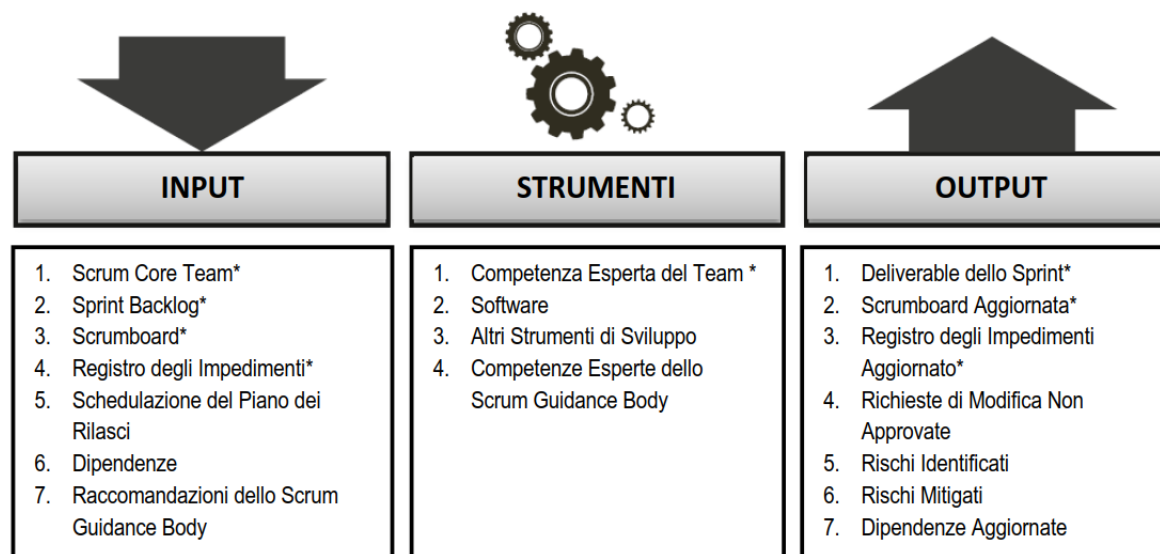 INPUT
1. Scrum Core Team*
2. Sprint Backlog*
3. Scrumboard*
4. Registro degli Impedimenti*
5. Schedulazione del Piano dei
Rilasci
6. Dipendenze
7. Raccomandazioni dello Scrum
Guidance Body
STRUMENTI
1. Competenza Esperta del Team *
2. Software
3. Altri Strumenti di Sviluppo
4. Competenze Esperte dello
Scrum Guidance Body
OUTPUT
1. Deliverable dello Sprint*
2. Scrumboard Aggiornata*
3. Registro degli Impedimenti
Aggiornato*
4. Richieste di Modifica Non
Approvate
5. Rischi Identificati
6. Rischi Mitigati
7. Dipendenze Aggiornate